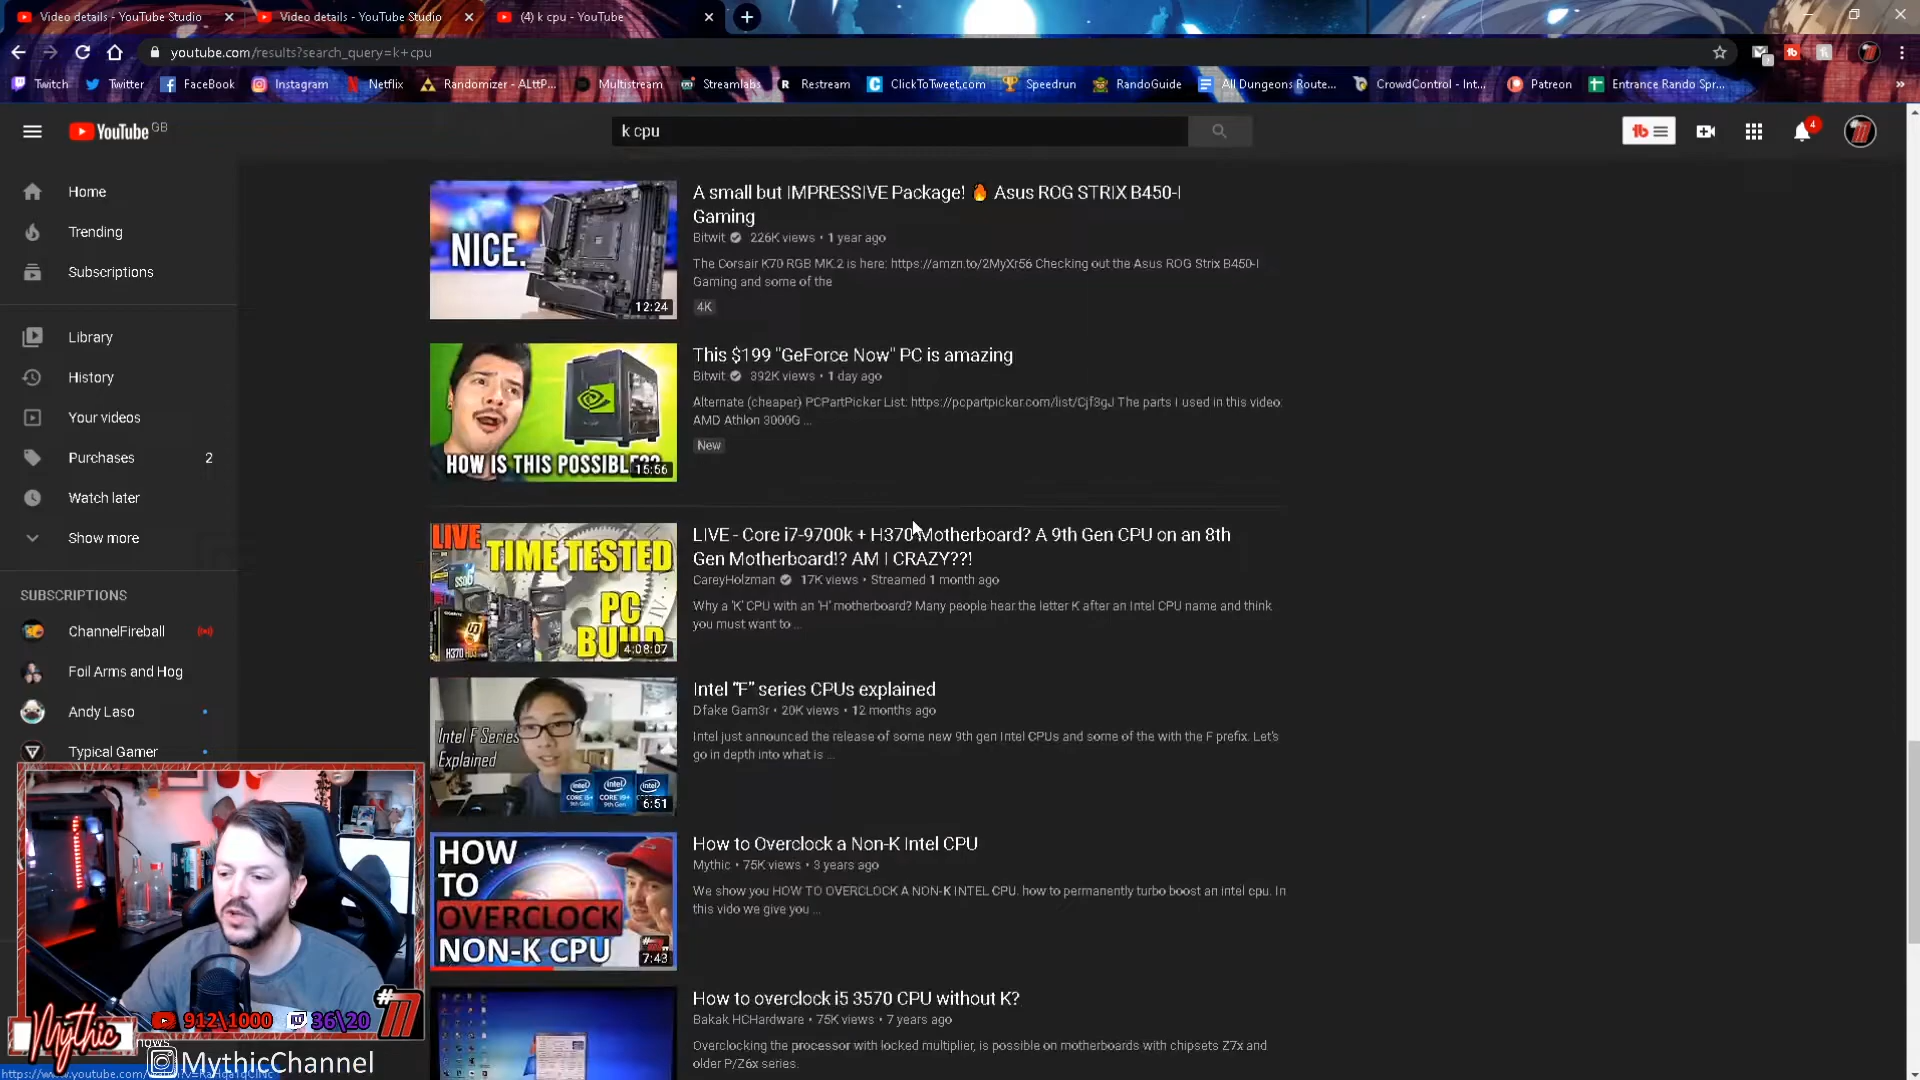 Video details - YouTube Studio
Video details - YouTube Studio
(4) k cpu - YouTube
youtube.com/results?search_query=k+cpu
Twitch
Twitter
FaceBook
Instagram
Netflix
Randomizer - ALttP...
Multistream
Streamlabs
Restream
ClickToTweet.com
Speedrun
RandoGuide
All Dungeons Route...
CrowdControl - Int...
Patreon
Entrance Rando Spr...
YouTube GB
k cpu
4
Home
Trending
Subscriptions
Library
History
Your videos
Purchases 2
Watch later
Show more
SUBSCRIPTIONS
ChannelFireball
Foil Arms and Hog
Andy Laso
Typical Gamer
NICE.
12:24
A small but IMPRESSIVE Package! 🔥 Asus ROG STRIX B450-I
Gaming
Bitwit 226K views • 1 year ago
The Corsair K70 RGB MK.2 is here: https://amzn.to/2MyXr56 Checking out the Asus ROG Strix B450-I
Gaming and some of the
4K
HOW IS THIS POSSIBLE??
15:56
This $199 "GeForce Now" PC is amazing
Bitwit 392K views • 1 day ago
Alternate (cheaper) PCPartPicker List: https://pcpartpicker.com/list/Cjf3gJ The parts I used in this video:
AMD Athlon 3000G ...
New
LIVE
TIME TESTED
PC
BUILD
H370
4:08:07
LIVE - Core i7-9700k + H370 Motherboard? A 9th Gen CPU on an 8th
Gen Motherboard!? AM I CRAZY??!
CareyHolzman 17K views • Streamed 1 month ago
Why a 'K' CPU with an 'H' motherboard? Many people hear the letter K after an Intel CPU name and think
you must want to ...
Intel F Series
Explained
6:51
Intel "F" series CPUs explained
Dfake Gam3r • 20K views • 12 months ago
Intel just announced the release of some new 9th gen Intel CPUs and some of the with the F prefix. Let's
go in depth into what is ...
HOW
TO
OVERCLOCK
NON-K CPU
7:43
How to Overclock a Non-K Intel CPU
Mythic • 75K views • 3 years ago
We show you HOW TO OVERCLOCK A NON-K INTEL CPU. how to permanently turbo boost an intel cpu. In
this vido we give you ...
How to overclock i5 3570 CPU without K?
Bakak HCHardware • 75K views • 7 years ago
Overclocking the processor with locked multiplier, is possible on motherboards with chipsets Z7x and
older P/Z6x series.
Mythic
912\1000
36\20
MythicChannel